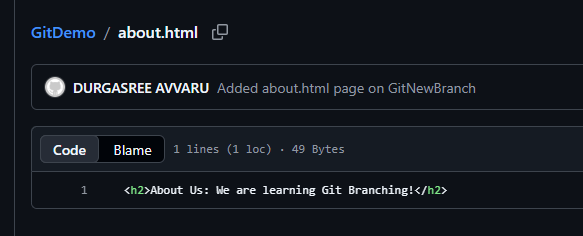 GitDemo / about.html
DURGASREE AVVARU Added about.html page on GitNewBranch
Code Blame 1 lines (1 loc) · 49 Bytes
1 <h2>About Us: We are learning Git Branching!</h2>